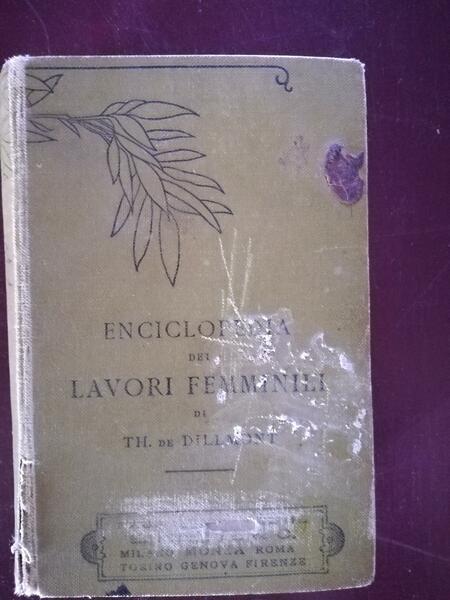 ENCICLOPEDIA
DEI
LAVORI FEMMINILI
DI
TH. DE DILLMONT
MILANO MONZA ROMA
TORINO GENOVA FIRENZE